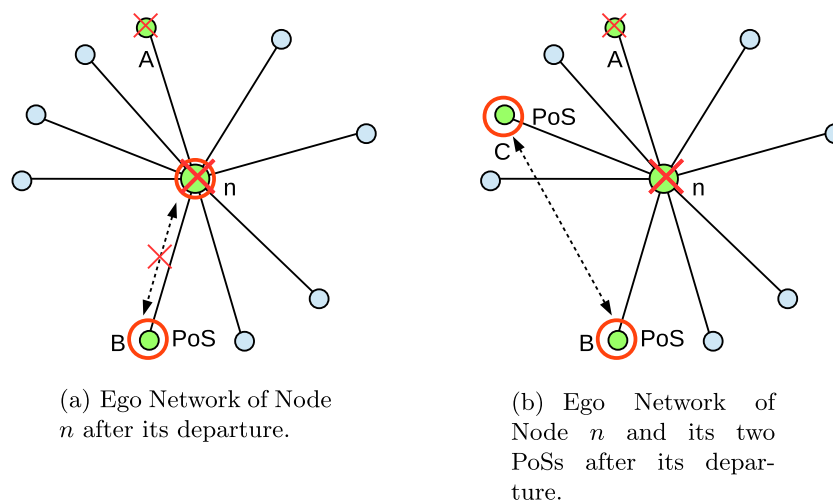 A
n
B PoS
(a) Ego Network of Node
n after its departure.
A
PoS
C
n
B PoS
(b) Ego Network of
Node n and its two
PoSs after its depar-
ture.